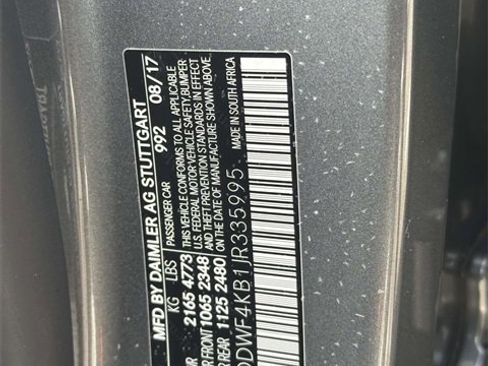 MFD BY DAIMLER AG STUTTGART
992 08/17
KG LBS PASSENGER CAR
2165 4773 THIS VEHICLE CONFORMS TO ALL APPLICABLE
FRONT 1065 2348 U.S. FEDERAL MOTOR VEHICLE SAFETY, BUMPER
REAR 1125 2480 AND THEFT PREVENTION STANDARDS IN EFFECT
ON THE DATE OF MANUFACTURE SHOWN ABOVE
DDWF4KB1JR335995
MADE IN SOUTH AFRICA